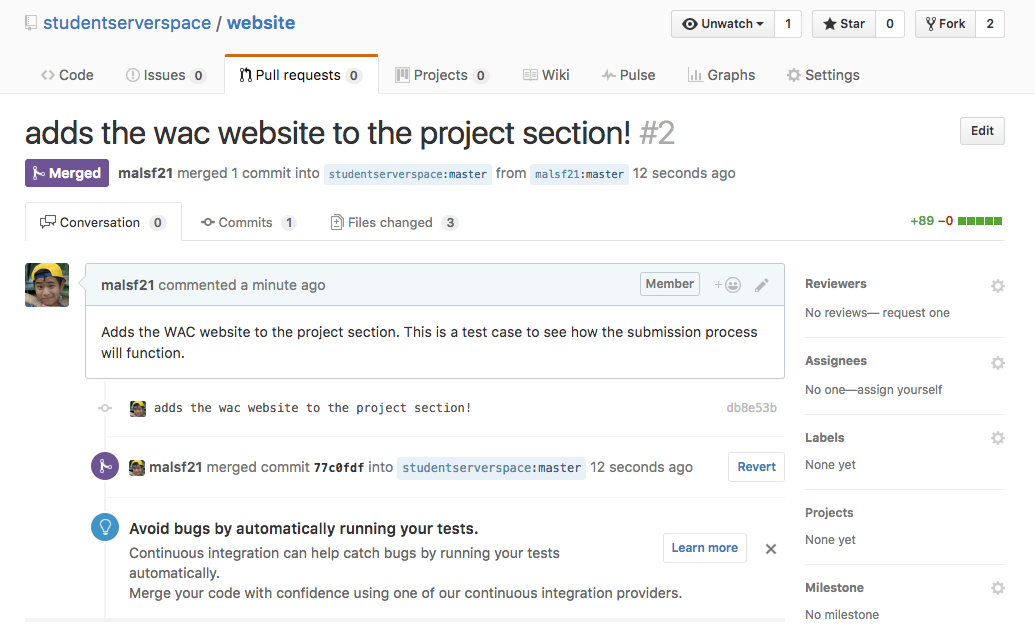 studentserverspace / website
Unwatch 1 Star 0 Fork 2
Code Issues 0 Pull requests 0 Projects 0 Wiki Pulse Graphs Settings
adds the wac website to the project section! #2
Edit
Merged malsf21 merged 1 commit into studentserverspace:master from malsf21:master 12 seconds ago
Conversation 0 Commits 1 Files changed 3
+89 −0
malsf21 commented a minute ago
Member
Adds the WAC website to the project section. This is a test case to see how the submission process
will function.
adds the wac website to the project section! db8e53b
malsf21 merged commit 77c0fdf into studentserverspace:master 12 seconds ago
Revert
Avoid bugs by automatically running your tests.
Continuous integration can help catch bugs by running your tests
automatically.
Merge your code with confidence using one of our continuous integration providers.
Learn more
Reviewers
No reviews— request one
Assignees
No one—assign yourself
Labels
None yet
Projects
None yet
Milestone
No milestone